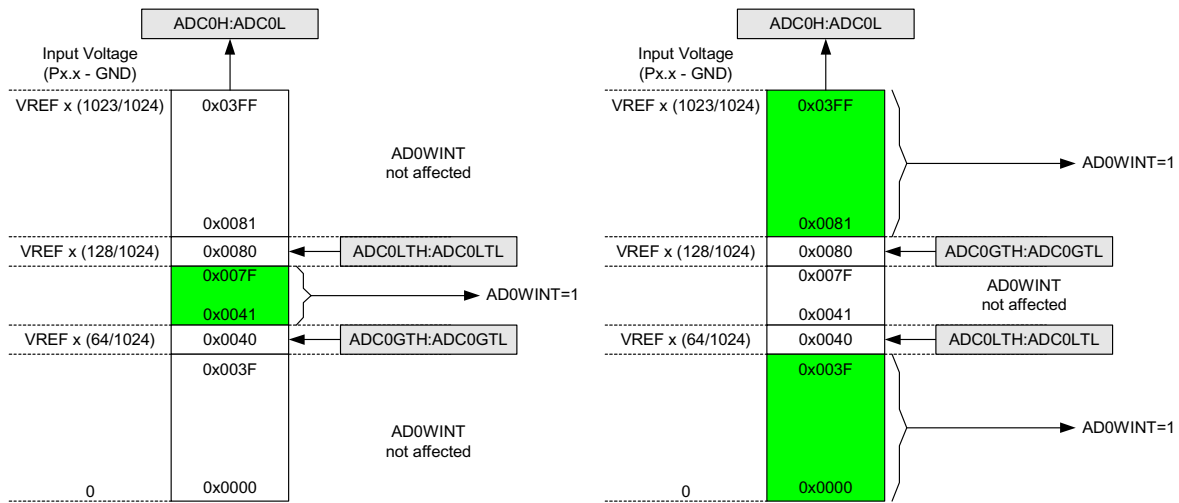 ADC0H:ADC0L
Input Voltage
(Px.x - GND)
VREF x (1023/1024)
0x03FF
AD0WINT
not affected
0x0081
VREF x (128/1024)
0x0080
ADC0LTH:ADC0LTL
0x007F
AD0WINT=1
0x0041
VREF x (64/1024)
0x0040
ADC0GTH:ADC0GTL
0x003F
AD0WINT
not affected
0
0x0000
ADC0H:ADC0L
Input Voltage
(Px.x - GND)
VREF x (1023/1024)
0x03FF
AD0WINT=1
0x0081
VREF x (128/1024)
0x0080
ADC0GTH:ADC0GTL
0x007F
AD0WINT
not affected
0x0041
VREF x (64/1024)
0x0040
ADC0LTH:ADC0LTL
0x003F
AD0WINT=1
0
0x0000